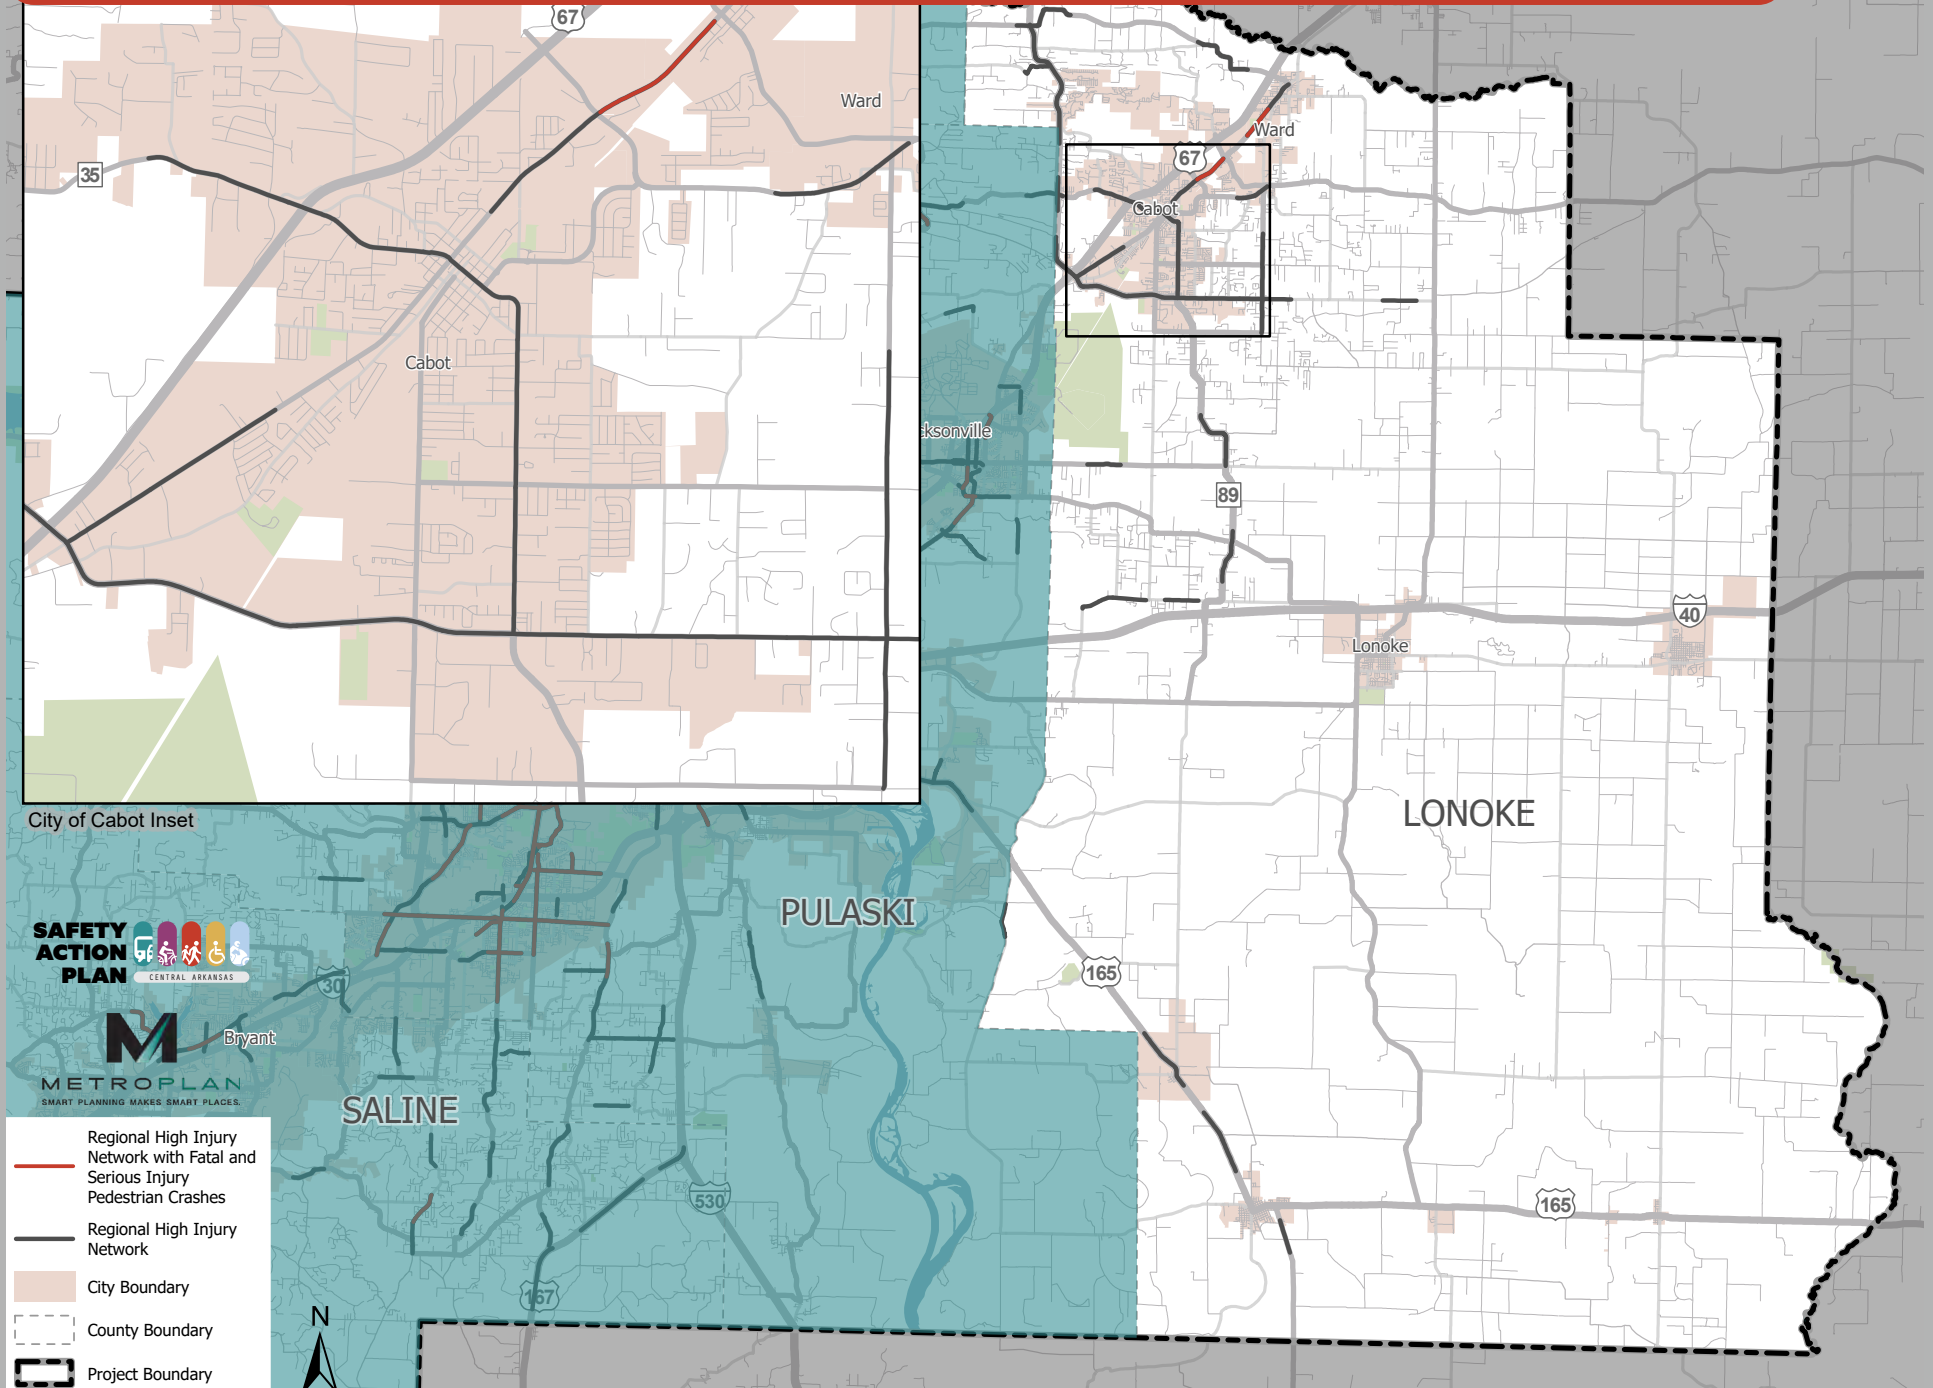 67
Ward
35
Cabot
City of Cabot Inset
Ward
67
Cabot
cksonville
89
40
Lonoke
LONOKE
PULASKI
165
SAFETY
ACTION
PLAN
CENTRAL ARKANSAS
30
Bryant
METROPLAN
SMART PLANNING MAKES SMART PLACES.
SALINE
530
165
167
N
Regional High Injury
Network with Fatal and
Serious Injury
Pedestrian Crashes
Regional High Injury
Network
City Boundary
County Boundary
Project Boundary